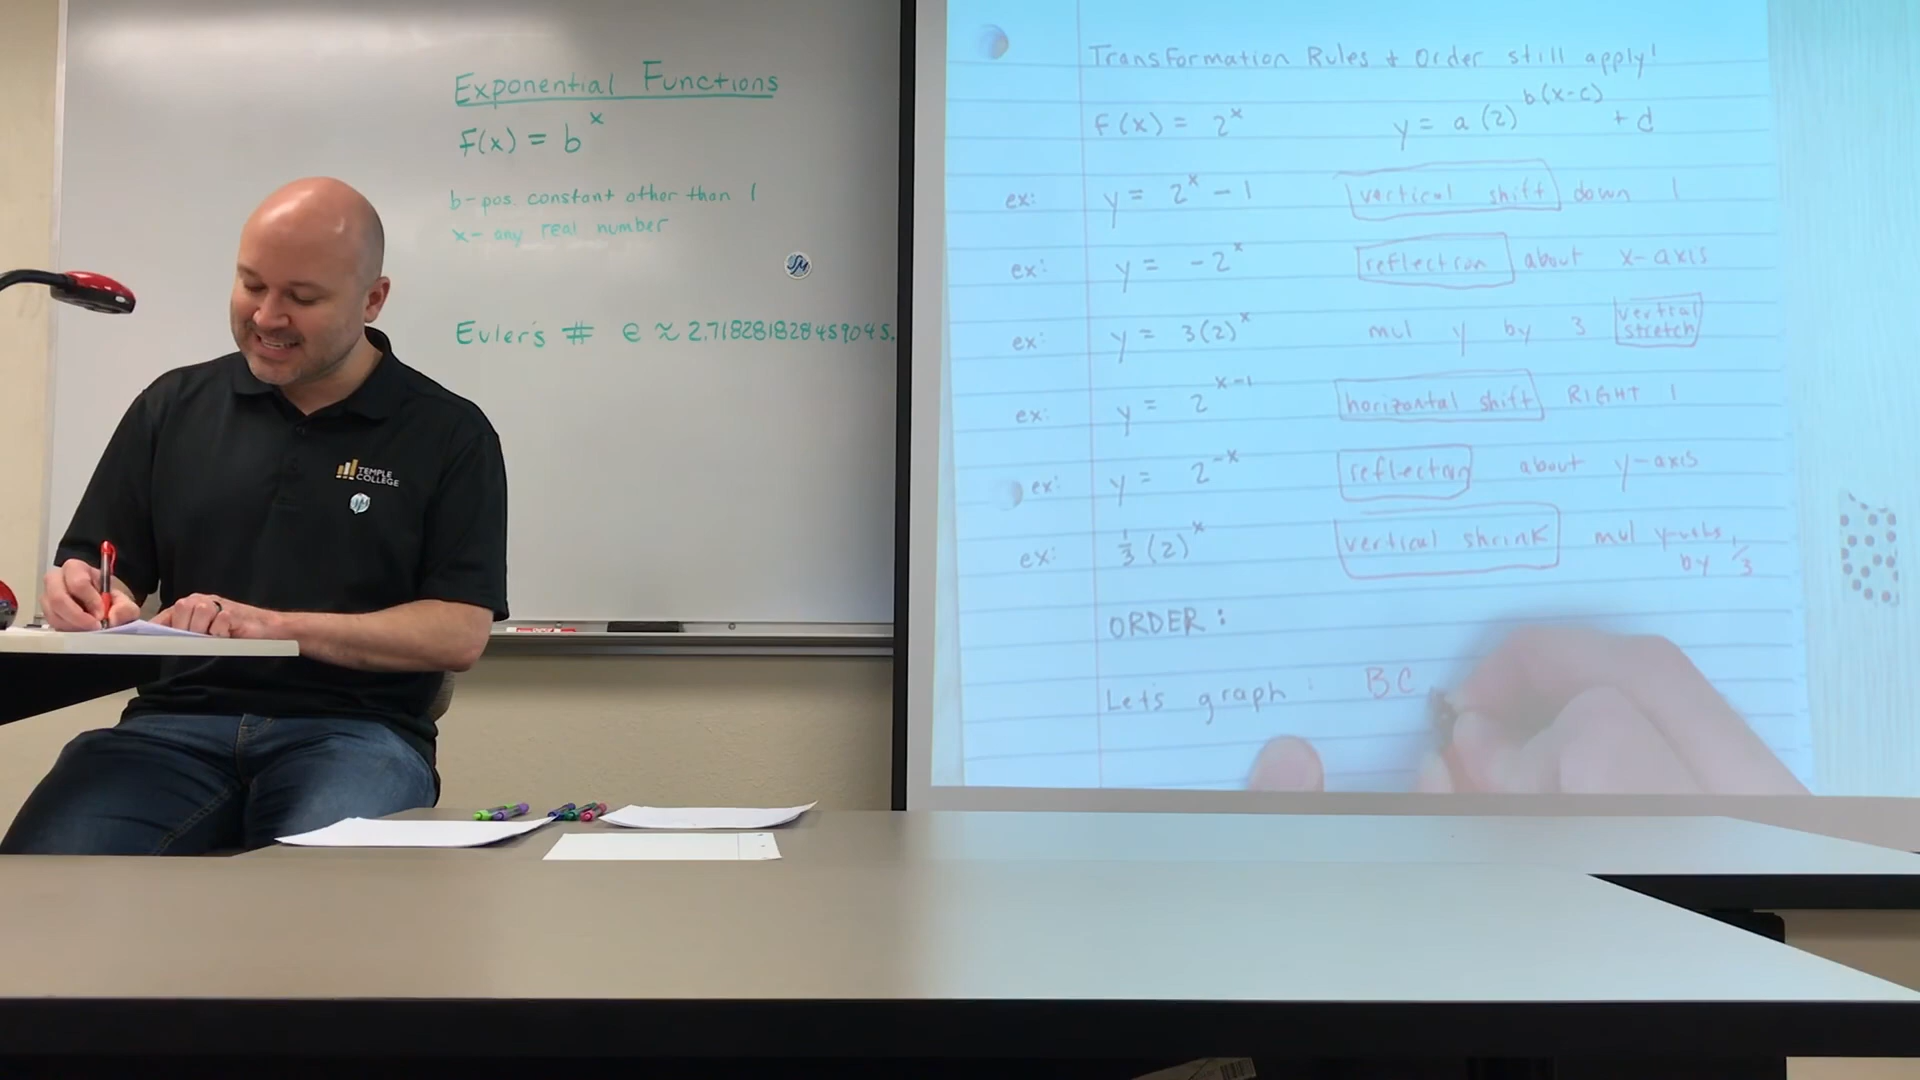 Exponential Functions
f(x) = b^x
b - pos. constant other than 1
x - any real number
Euler's # e ≈ 2.718281828459045.
TEMPLE
COLLEGE
Transformation Rules + Order still apply!
f(x) = 2^x y = a(2)^b(x-c) + d
ex: y = 2^x - 1 vertical shift down 1
ex: y = -2^x reflection about x-axis
ex: y = 3(2)^x mul y by 3 vertical stretch
ex: y = 2^x-1 horizontal shift RIGHT 1
ex: y = 2^-x reflection about y-axis
ex: 1/3 (2)^x vertical shrink mul y-vals by 1/3
ORDER:
Let's graph: BC